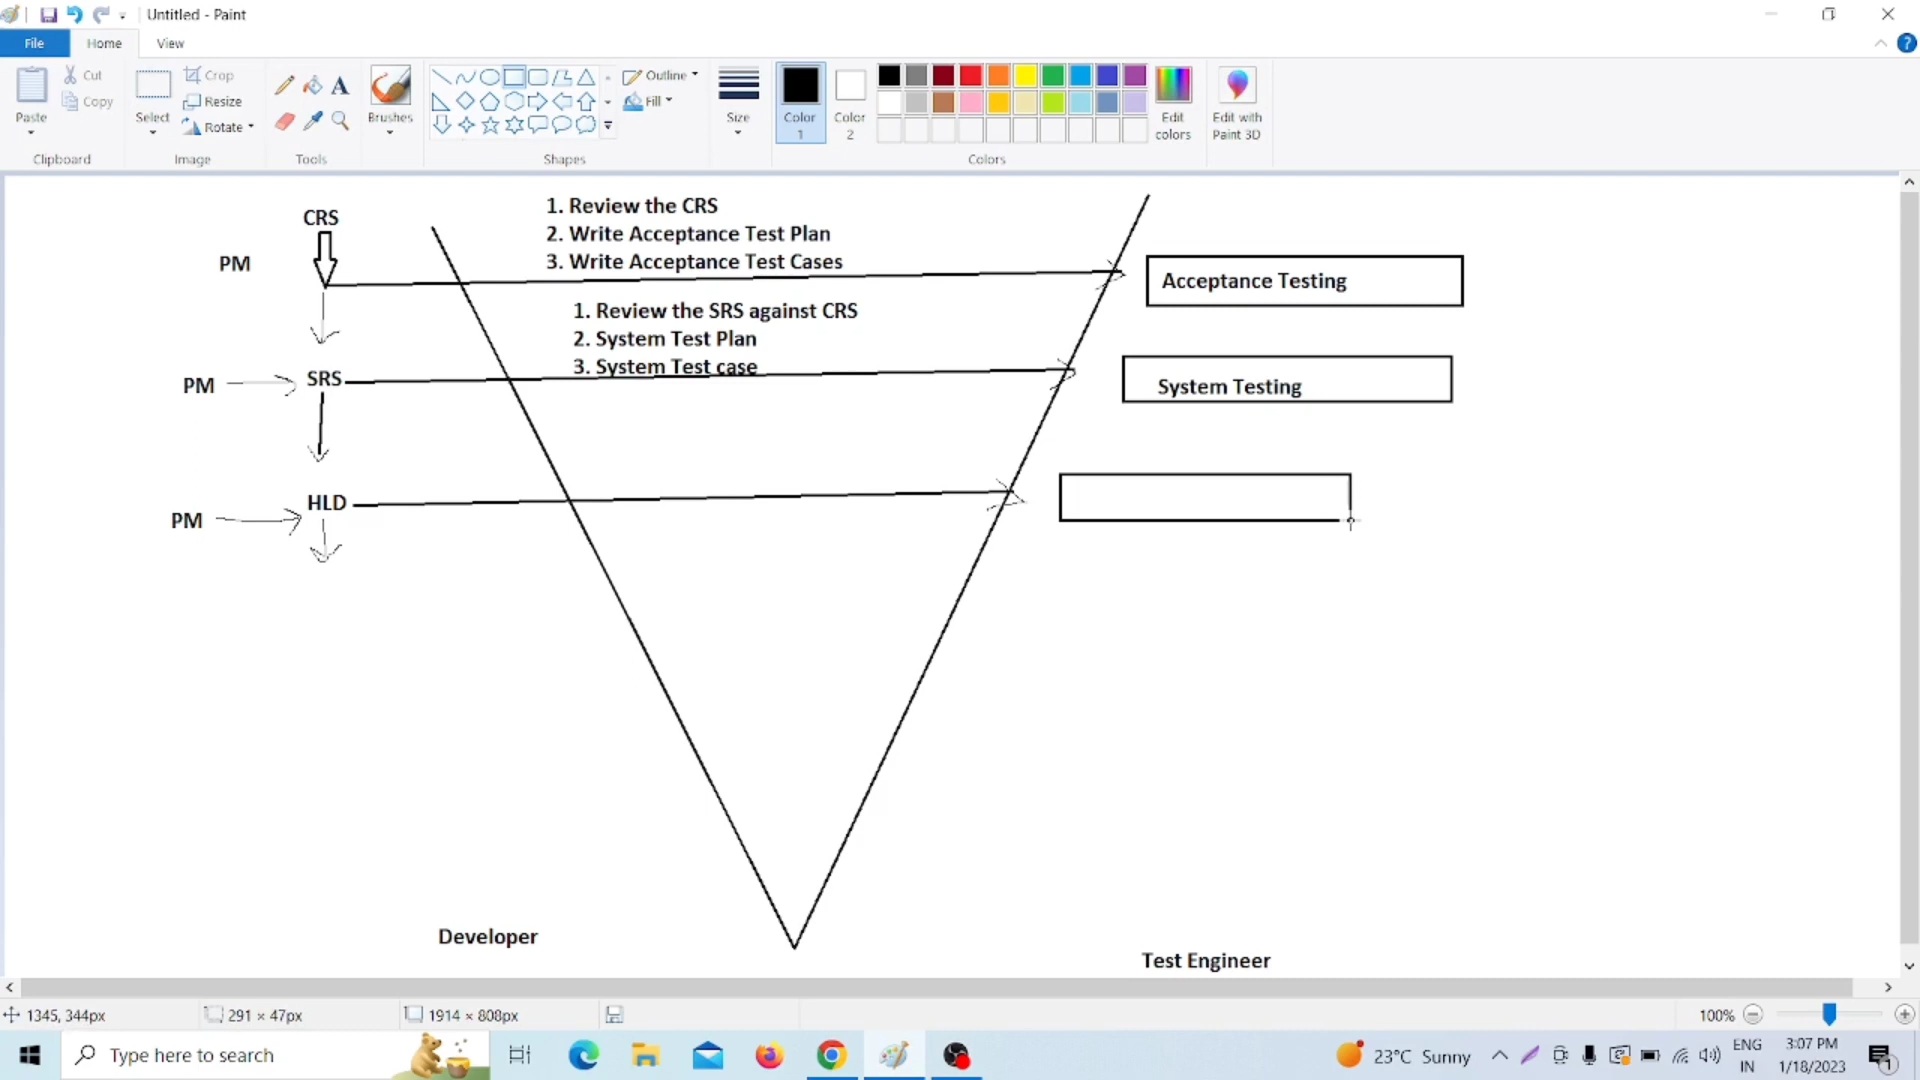 Untitled - Paint
File Home View
Paste
Cut
Copy
Clipboard
Select
Crop
Resize
Rotate
Image
Tools
Brushes
Shapes
Outline
Fill
Size
Color 1
Color 2
Colors
Edit colors
Edit with Paint 3D
CRS
PM
1. Review the CRS
2. Write Acceptance Test Plan
3. Write Acceptance Test Cases
Acceptance Testing
1. Review the SRS against CRS
2. System Test Plan
3. System Test case
PM
SRS
System Testing
HLD
PM
Developer
Test Engineer
1345, 344px
291 × 47px
1914 × 808px
100%
Type here to search
23°C Sunny
ENG
IN
3:07 PM
1/18/2023
1